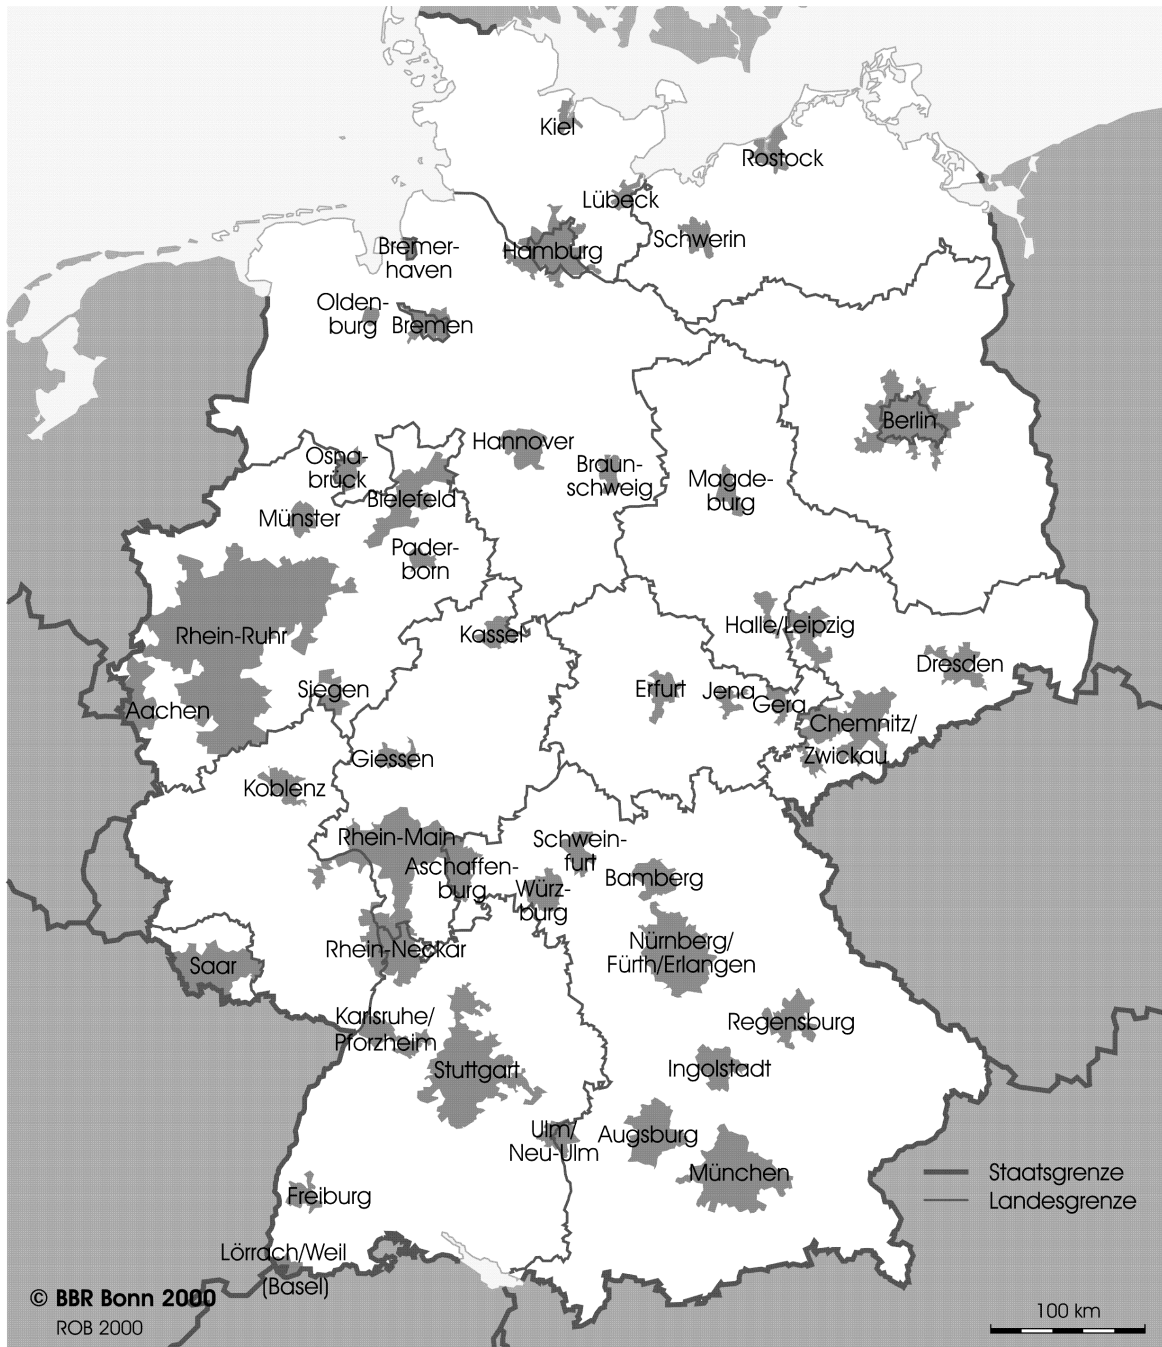 Kiel
Rostock
Lübeck
Schwerin
Hamburg
Bremer-
haven
Olden-
burg
Bremen
Berlin
Hannover
Osna-
brück
Braun-
schweig
Magde-
burg
Bielefeld
Münster
Pader-
born
Rhein-Ruhr
Kassel
Halle/Leipzig
Dresden
Siegen
Erfurt
Jena
Gera
Aachen
Chemnitz/
Zwickau
Giessen
Koblenz
Rhein-Main
Schwein-
furt
Aschaffen-
burg
Bamberg
Würz-
burg
Rhein-Neckar
Nürnberg/
Fürth/Erlangen
Saar
Karlsruhe/
Pforzheim
Regensburg
Stuttgart
Ingolstadt
Ulm/
Neu-Ulm
Augsburg
München
Staatsgrenze
Landesgrenze
Freiburg
Lörrach/Weil
(Basel)
© BBR Bonn 2000
ROB 2000
100 km